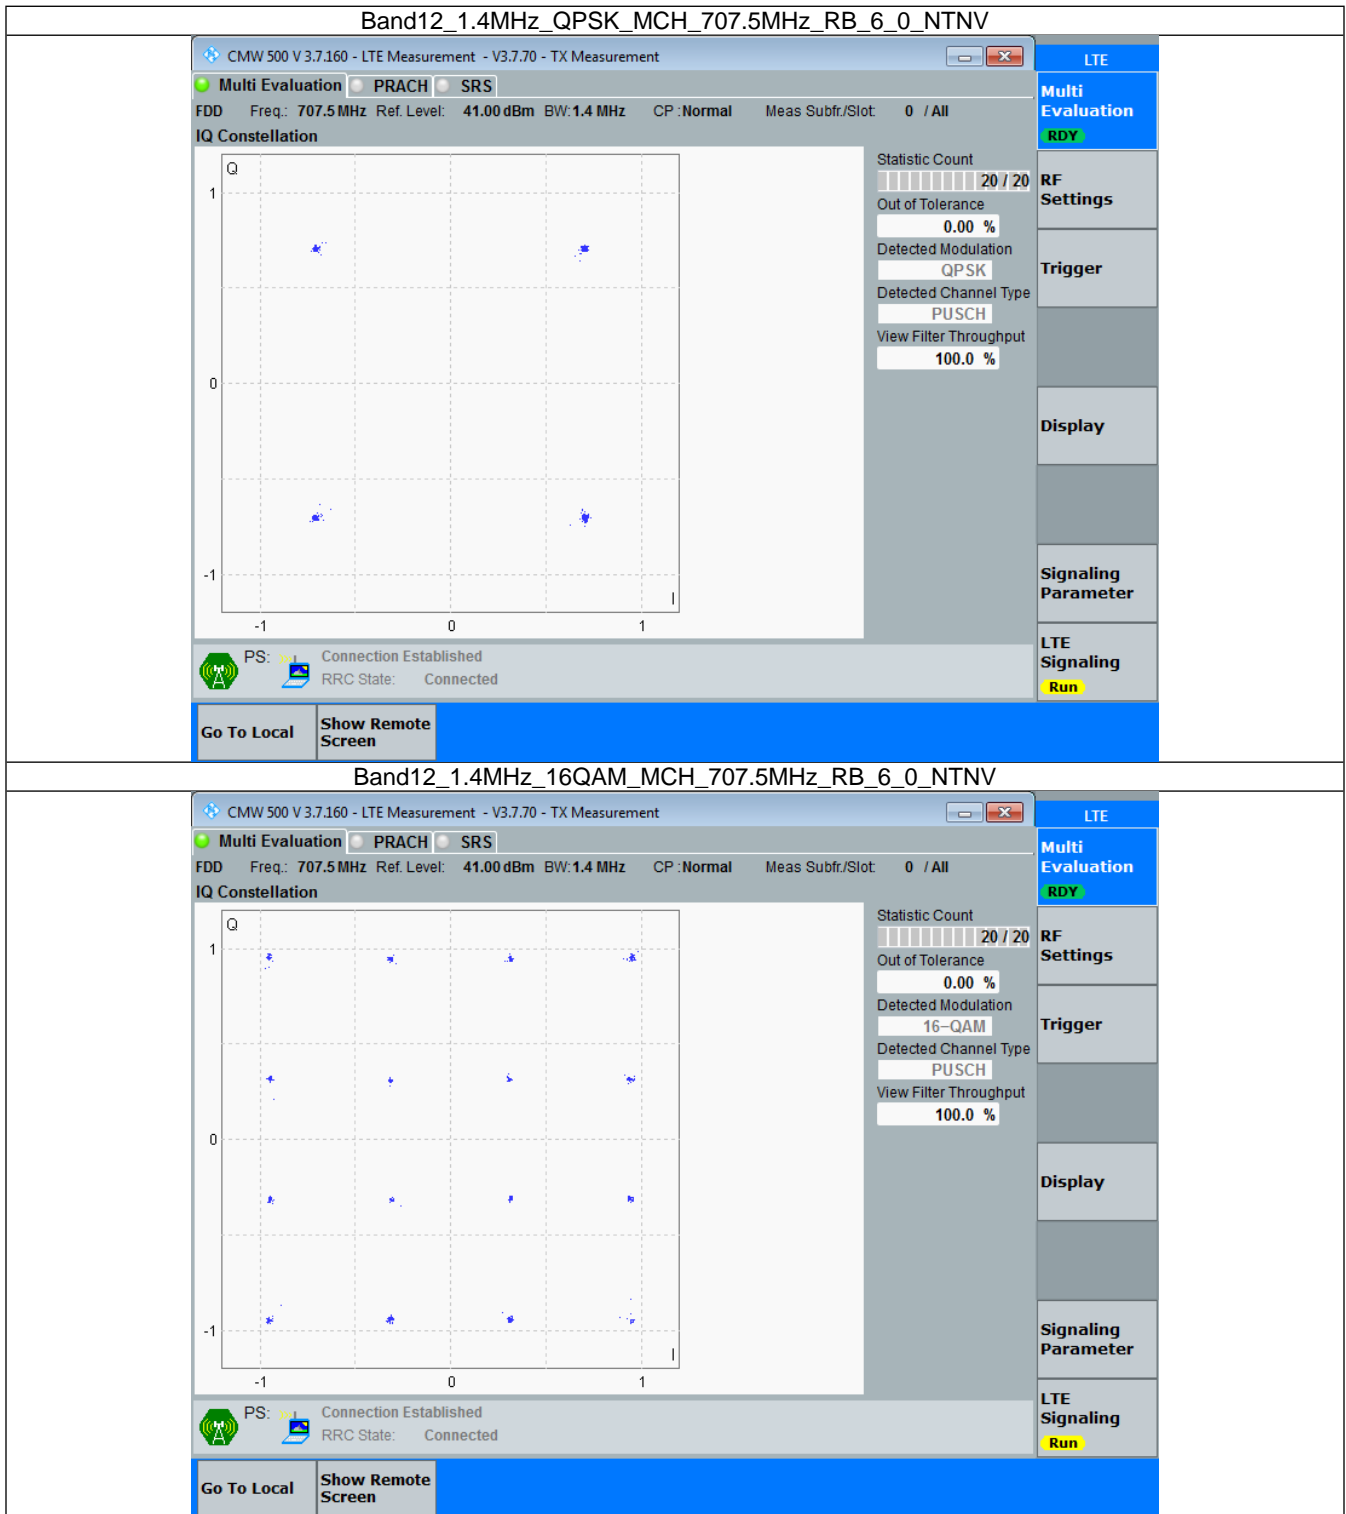 Band12_1.4MHz_QPSK_MCH_707.5MHz_RB_6_0_NTNV
CMW 500 V 3.7.160 - LTE Measurement - V3.7.70 - TX Measurement
LTE
Multi Evaluation PRACH SRS
Multi
Evaluation
RDY
FDD Freq.: 707.5 MHz Ref. Level: 41.00 dBm BW: 1.4 MHz CP : Normal Meas Subfr./Slot: 0 / All
IQ Constellation
Q
1
0
-1
I
-1 0 1
Statistic Count
20 / 20
Out of Tolerance
0.00 %
Detected Modulation
QPSK
Detected Channel Type
PUSCH
View Filter Throughput
100.0 %
RF
Settings
Trigger
Display
Signaling
Parameter
LTE
Signaling
Run
PS: Connection Established
RRC State: Connected
Go To Local
Show Remote
Screen
Band12_1.4MHz_16QAM_MCH_707.5MHz_RB_6_0_NTNV
CMW 500 V 3.7.160 - LTE Measurement - V3.7.70 - TX Measurement
LTE
Multi Evaluation PRACH SRS
Multi
Evaluation
RDY
FDD Freq.: 707.5 MHz Ref. Level: 41.00 dBm BW: 1.4 MHz CP : Normal Meas Subfr./Slot: 0 / All
IQ Constellation
Q
1
0
-1
I
-1 0 1
Statistic Count
20 / 20
Out of Tolerance
0.00 %
Detected Modulation
16-QAM
Detected Channel Type
PUSCH
View Filter Throughput
100.0 %
RF
Settings
Trigger
Display
Signaling
Parameter
LTE
Signaling
Run
PS: Connection Established
RRC State: Connected
Go To Local
Show Remote
Screen